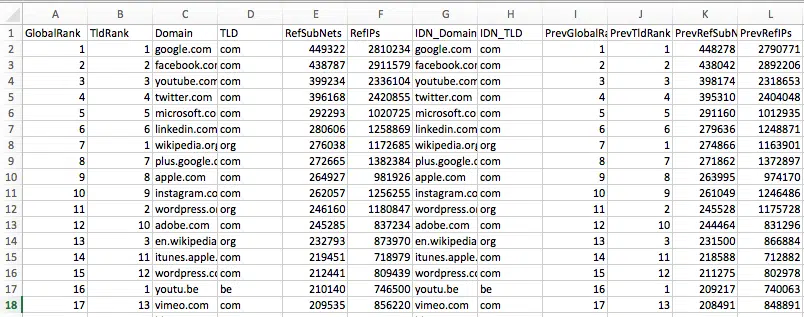 A B C D E F G H I J K L
1 GlobalRank TldRank Domain TLD RefSubNets RefIPs IDN_Domain IDN_TLD PrevGlobalRa PrevTldRank PrevRefSubN PrevRefIPs
2 1 1 google.com com 449322 2810234 google.com com 1 1 448278 2790771
3 2 2 facebook.com com 438787 2911579 facebook.com com 2 2 438042 2892206
4 3 3 youtube.com com 399234 2336104 youtube.com com 3 3 398174 2318653
5 4 4 twitter.com com 396168 2420855 twitter.com com 4 4 395310 2404048
6 5 5 microsoft.co com 292293 1020725 microsoft.co com 5 5 291160 1012935
7 6 6 linkedin.com com 280606 1258869 linkedin.com com 6 6 279636 1248871
8 7 1 wikipedia.org org 276038 1172685 wikipedia.org org 7 1 274866 1163901
9 8 7 plus.google.c com 272665 1382384 plus.google.c com 8 7 271862 1372897
10 9 8 apple.com com 264927 981926 apple.com com 9 8 263995 974170
11 10 9 instagram.co com 262057 1256255 instagram.co com 10 9 261049 1246486
12 11 2 wordpress.or org 246160 1180847 wordpress.or org 11 2 245528 1175728
13 12 10 adobe.com com 245285 837234 adobe.com com 12 10 244464 831296
14 13 3 en.wikipedia org 232793 873970 en.wikipedia org 13 3 231500 866884
15 14 11 itunes.apple. com 219451 718979 itunes.apple. com 14 11 218588 712882
16 15 12 wordpress.co com 212441 809439 wordpress.co com 15 12 211275 802978
17 16 1 youtu.be be 210140 746500 youtu.be be 16 1 209217 740063
18 17 13 vimeo.com com 209535 856220 vimeo.com com 17 13 208491 848891